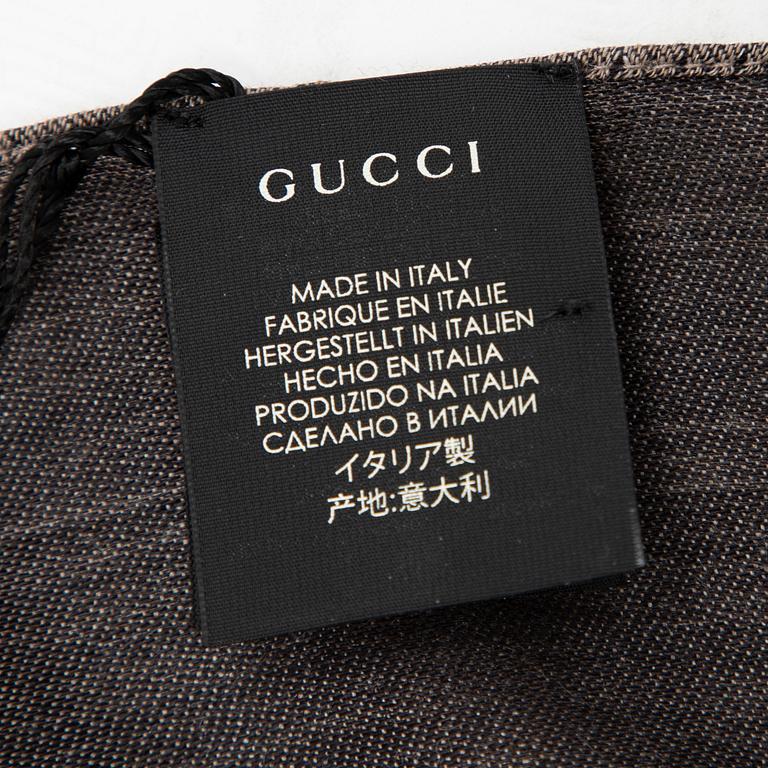 GUCCI
MADE IN ITALY
FABRIQUE EN ITALIE
HERGESTELLT IN ITALIEN
HECHO EN ITALIA
PRODUZIDO NA ITALIA
СДЕЛАНО В ИТАЛИИ
イタリア製
产地:意大利